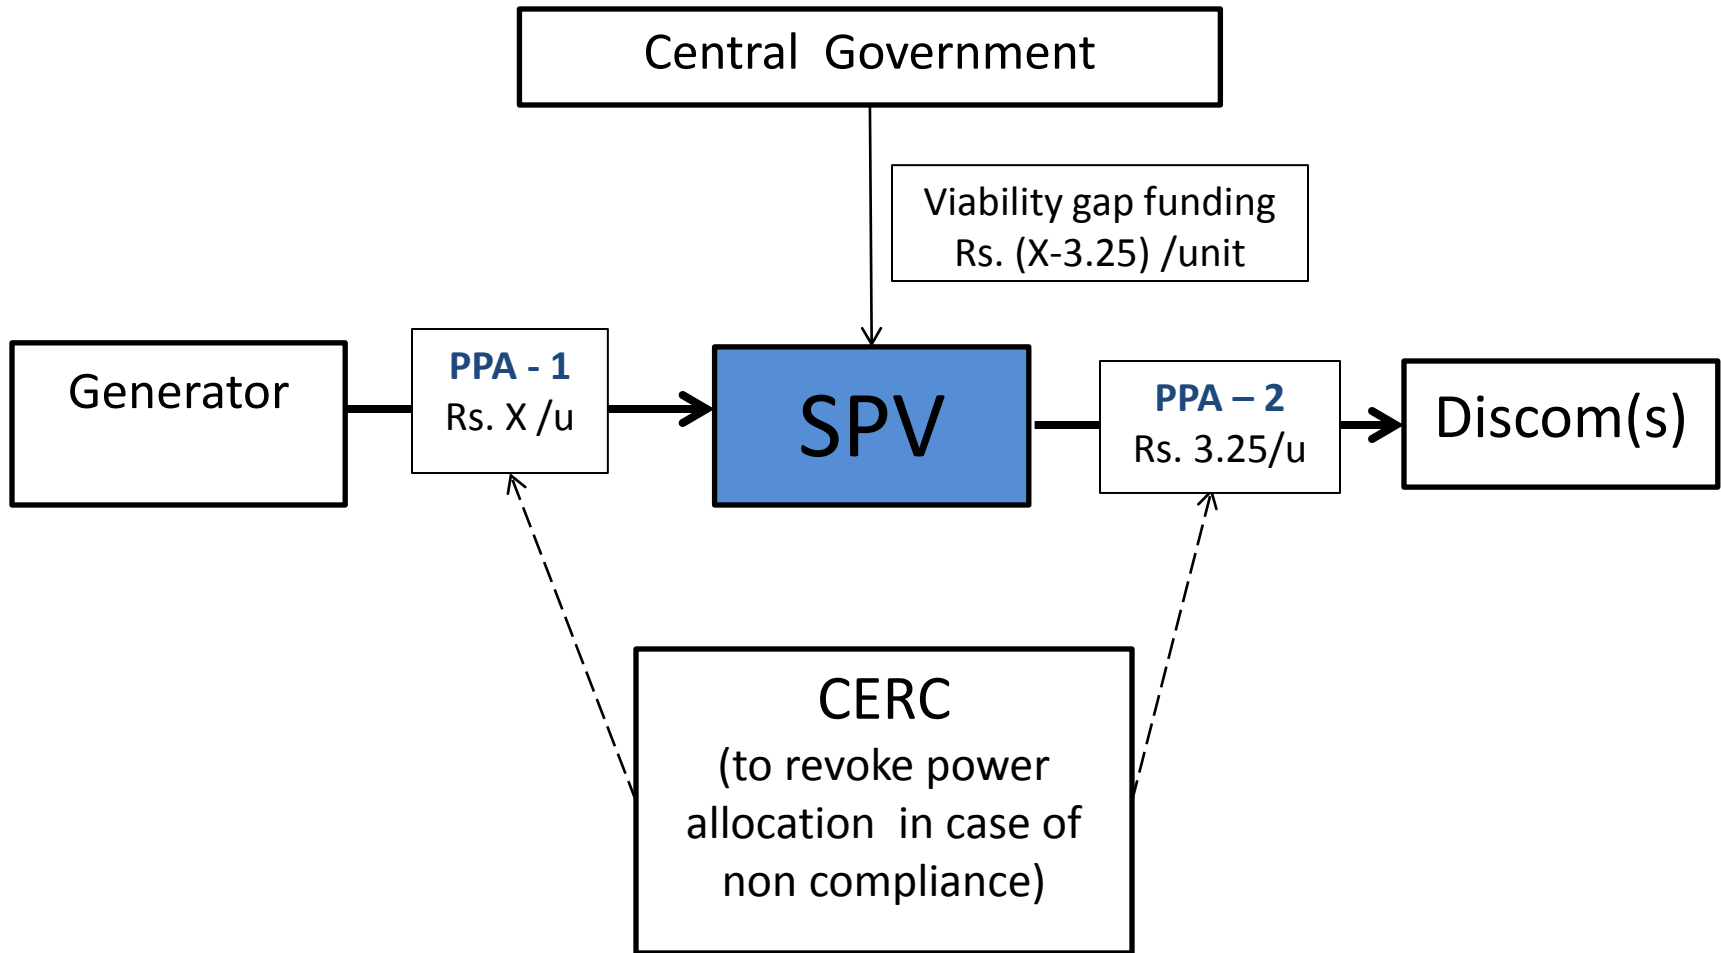 Central Government
Viability gap funding
Rs. (X-3.25) /unit
Generator
PPA - 1
Rs. X /u
SPV
PPA – 2
Rs. 3.25/u
Discom(s)
CERC
(to revoke power
allocation in case of
non compliance)